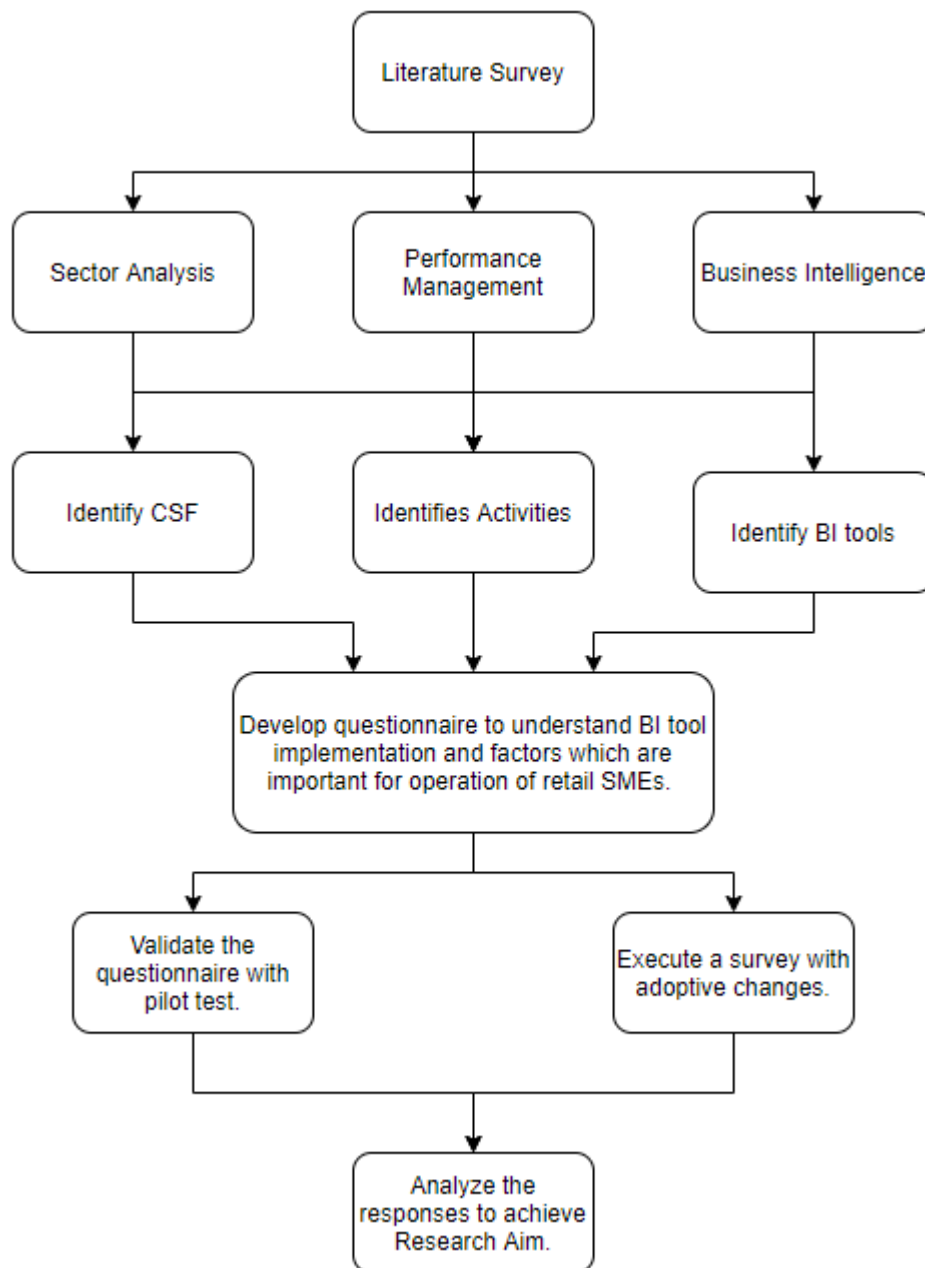 Literature Survey
Sector Analysis
Performance
Management
Business Intelligence
Identify CSF
Identifies Activities
Identify BI tools
Develop questionnaire to understand BI tool
implementation and factors which are
important for operation of retail SMEs.
Validate the
questionnaire with
pilot test.
Execute a survey with
adoptive changes.
Analyze the
responses to achieve
Research Aim.